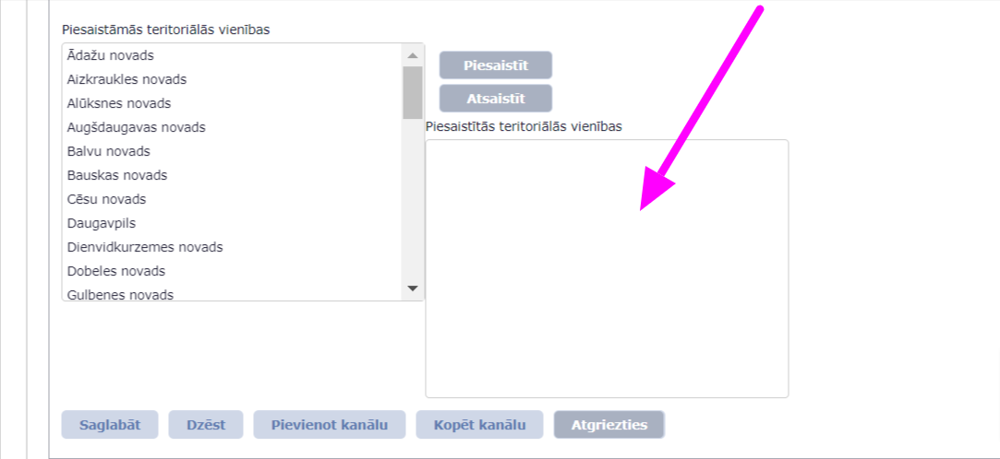 Piesaistāmās teritoriālās vienības
Ādažu novads
Aizkraukles novads
Alūksnes novads
Augšdaugavas novads
Balvu novads
Bauskas novads
Cēsu novads
Daugavpils
Dienvidkurzemes novads
Dobeles novads
Gulbenes novads
Piesaistīt
Atsaistīt
Piesaistītās teritoriālās vienības
Saglabāt Dzēst Pievienot kanālu Kopēt kanālu Atgriezties